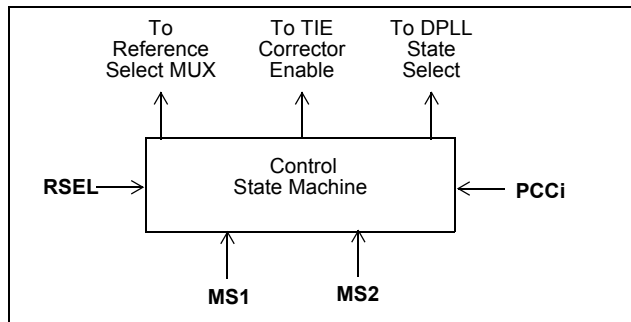 To
Reference
Select MUX
To TIE
Corrector
Enable
To DPLL
State
Select
Control
State Machine
RSEL
PCCi
MS1
MS2